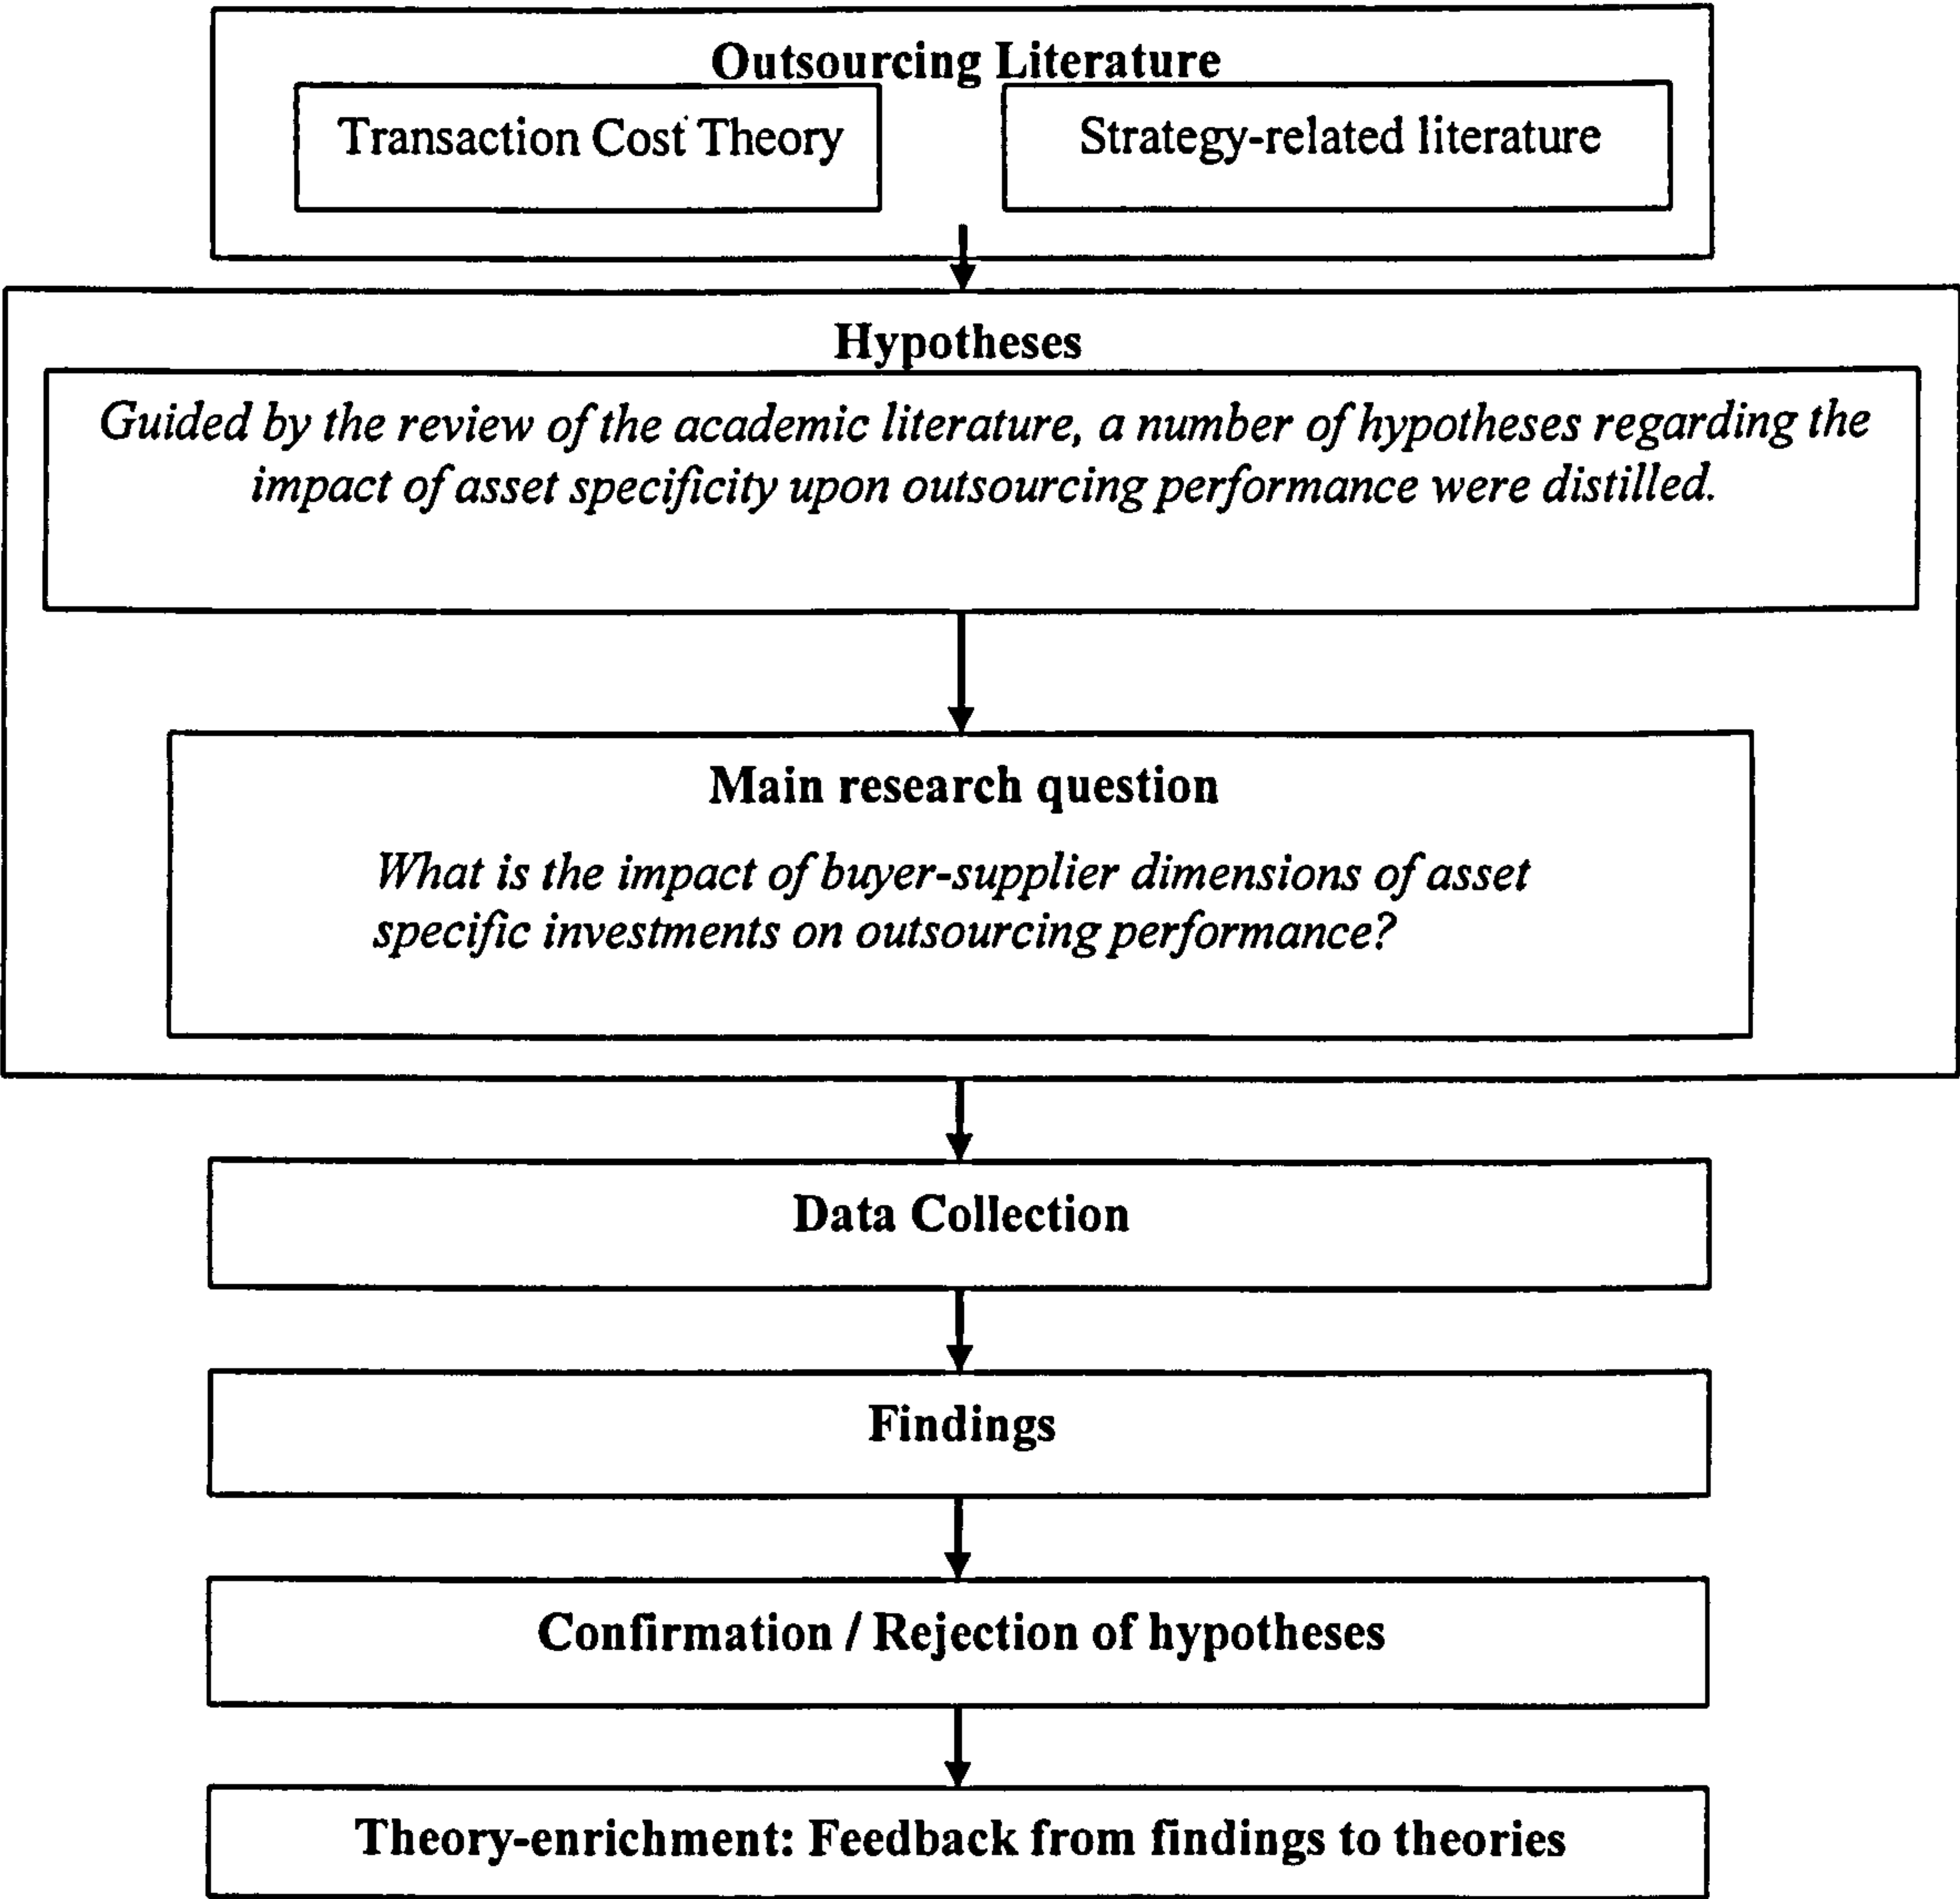 Outsourcing Literature
Transaction Cost Theory
Strategy-related literature
Hypotheses
Guided by the review of the academic literature, a number of hypotheses regarding the
impact of asset specificity upon outsourcing performance were distilled.
Main research question
What is the impact of buyer-supplier dimensions of asset
specific investments on outsourcing performance?
Data Collection
Findings
Confirmation / Rejection of hypotheses
Theory-enrichment: Feedback from findings to theories